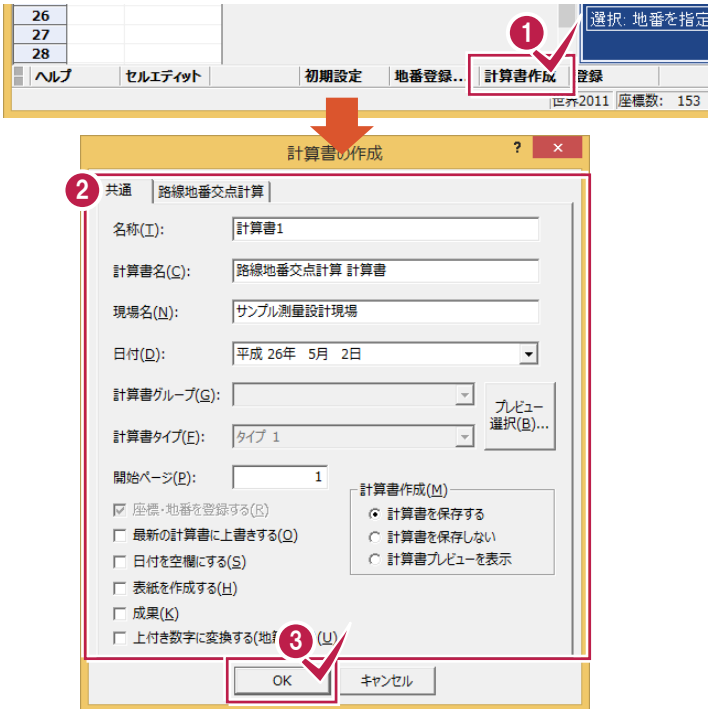 26
27
28
選択: 地番を指定
1
ヘルプ セルエディット 初期設定 地番登録... 計算書作成 登録
世界2011 座標数: 153
計算書の作成 ? ×
2
共通 路線地番交点計算
名称(T): 計算書1
計算書名(C): 路線地番交点計算 計算書
現場名(N): サンプル測量設計現場
日付(D): 平成 26年 5月 2日
計算書グループ(G):
プレビュー
選択(B)...
計算書タイプ(F): タイプ 1
開始ページ(P): 1
計算書作成(M)
座標・地番を登録する(R)
計算書を保存する
最新の計算書に上書きする(O)
計算書を保存しない
日付を空欄にする(S)
計算書プレビューを表示
表紙を作成する(H)
成果(K)
上付き数字に変換する(地 (U)
3
OK キャンセル